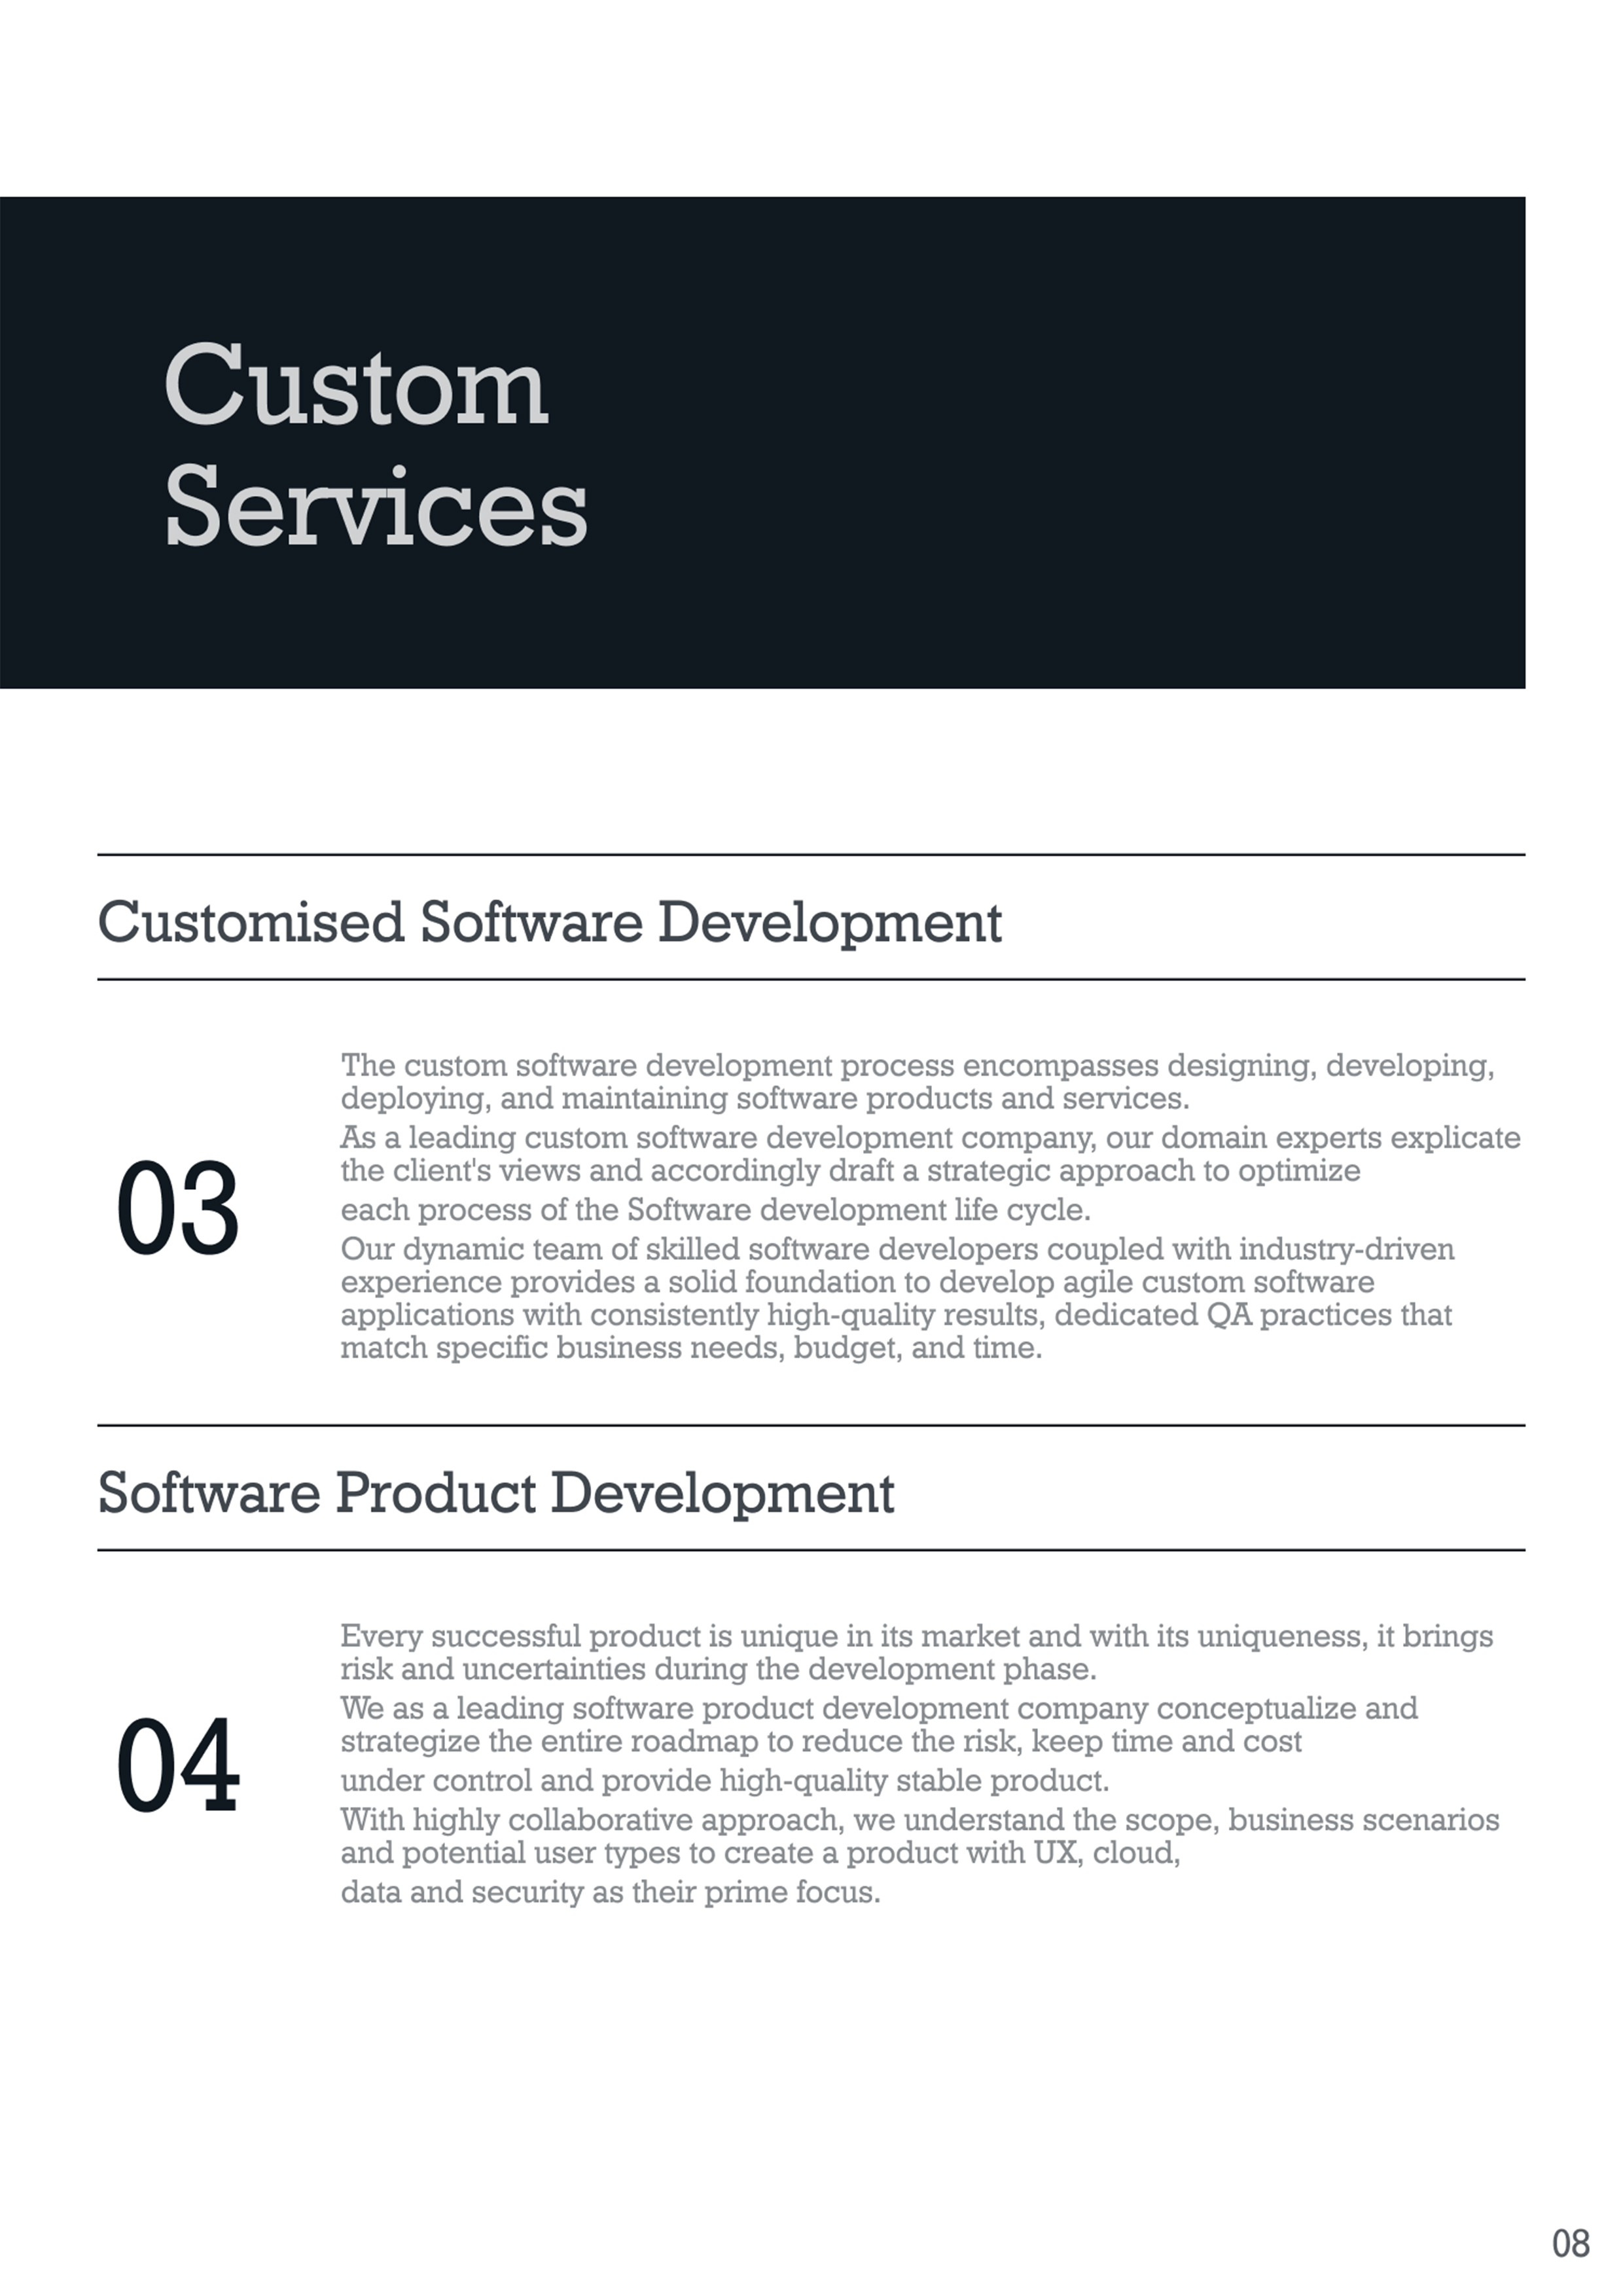 Custom
Services
Customised Software Development
The custom software development process encompasses designing, developing,
deploying, and maintaining software products and services.
As a leading custom software development company, our domain experts explicate
the client's views and accordingly draft a strategic approach to optimize
each process of the Software development life cycle.
03
Our dynamic team of skilled software developers coupled with industry-driven
experience provides a solid foundation to develop agile custom software
applications with consistently high-quality results, dedicated QA practices that
match specific business needs, budget, and time.
Software Product Development
Every successful product is unique in its market and with its uniqueness, it brings
risk and uncertainties during the development phase.
We as a leading software product development company conceptualize and
strategize the entire roadmap to reduce the risk, keep time and cost
04
under control and provide high-quality stable product.
With highly collaborative approach, we understand the scope, business scenarios
and potential user types to create a product with UX, cloud,
data and security as their prime focus.
08